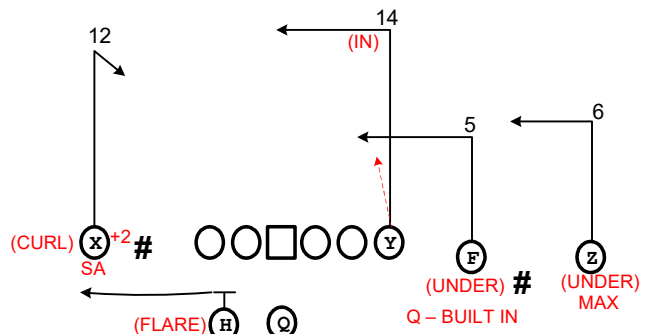 12
14
(IN)
6
5
(CURL) X +2 # Y
SA
F
Z
(UNDER) # (UNDER)
MAX
Q – BUILT IN
(FLARE) H Q